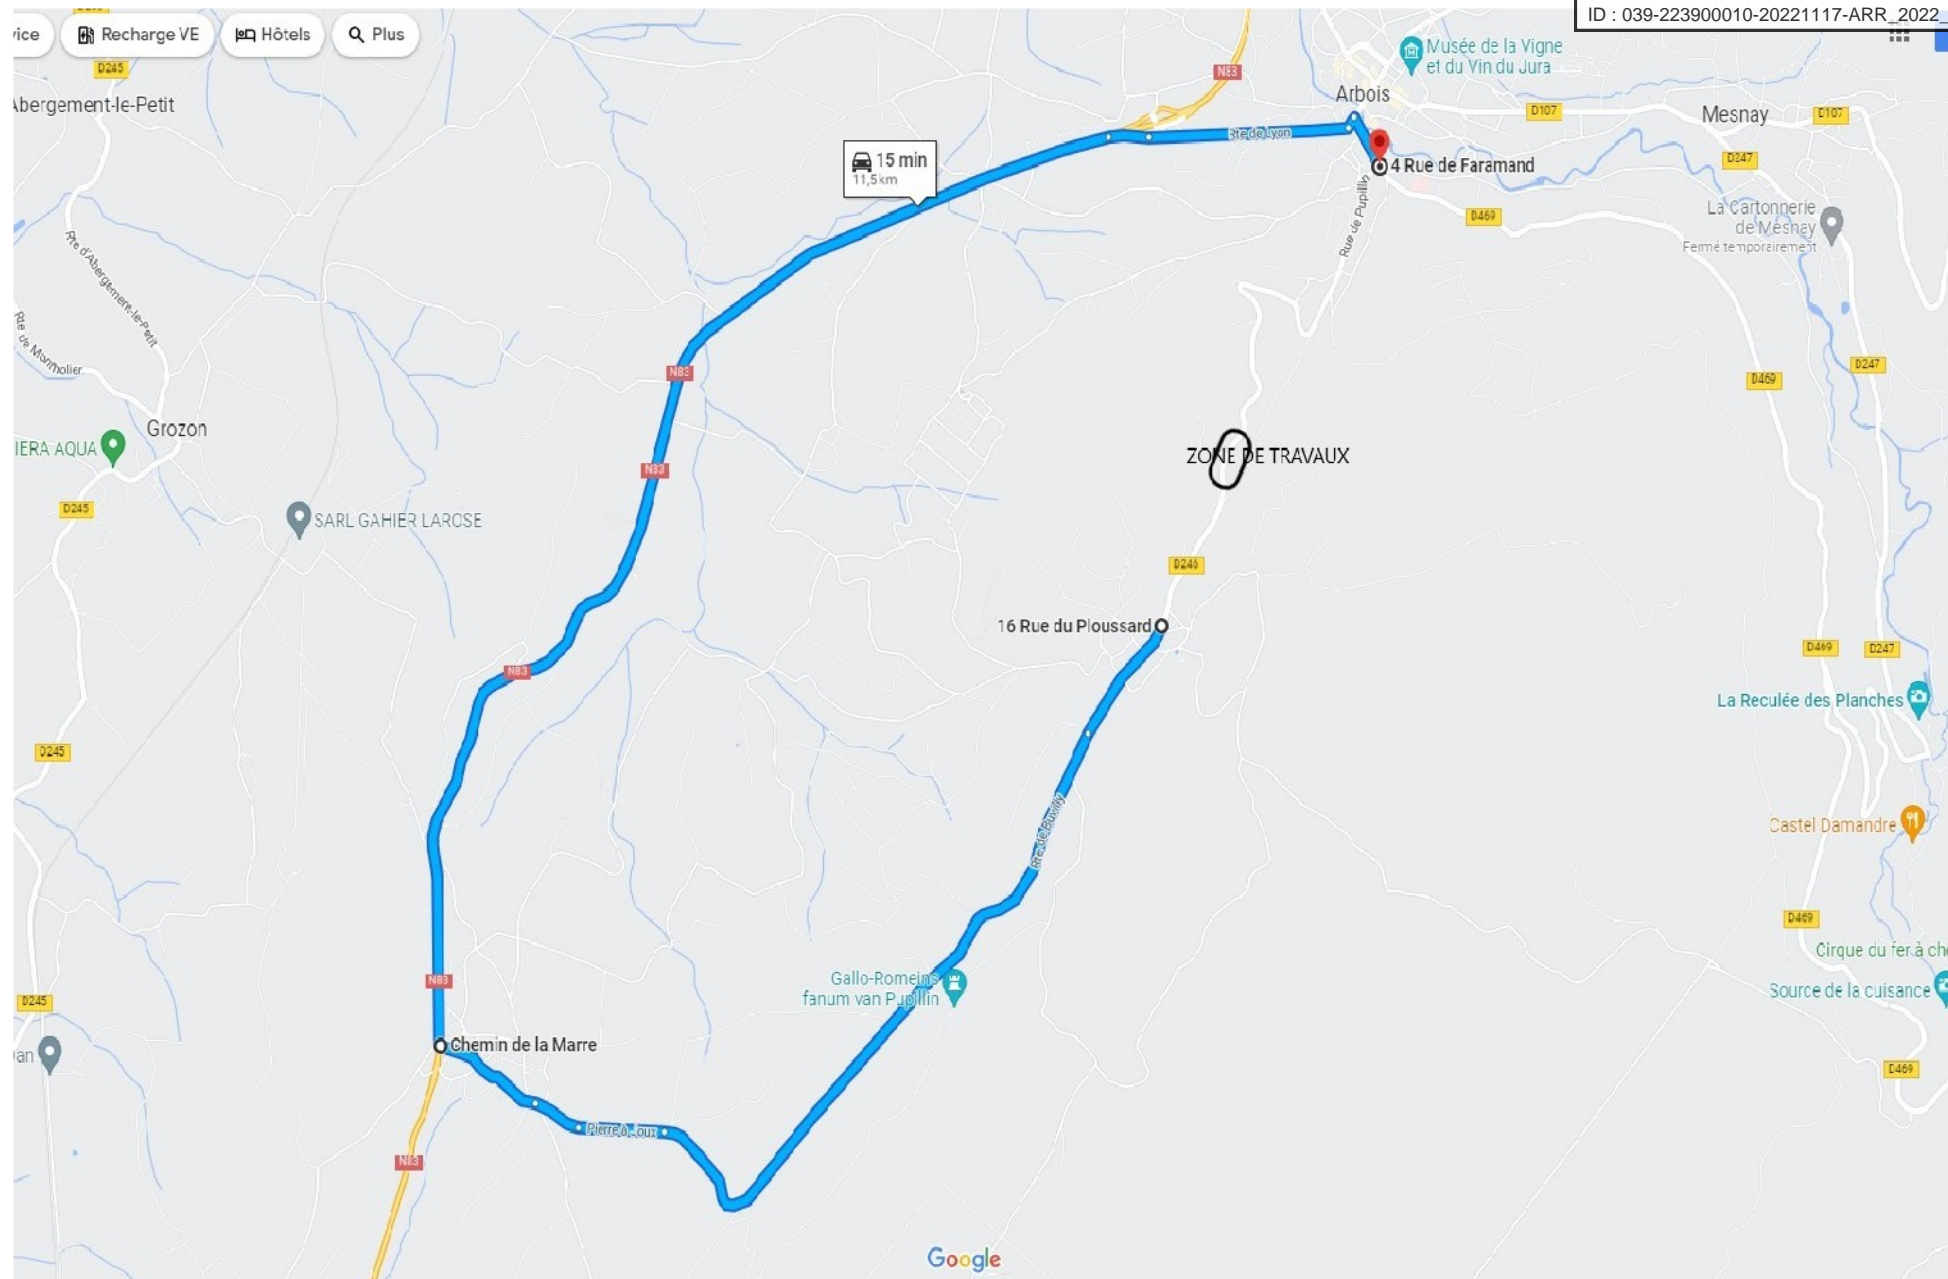 ID : 039-223900010-20221117-ARR_2022_
vice
Recharge VE
Hôtels
Plus
D245
Abergement-le-Petit
N83
Musée de la Vigne
et du Vin du Jura
Arbois
D107
Mesnay
D107
Rte de Lyon
15 min
11,5km
4 Rue de Faramand
D247
D469
Rue de Pupillin
La Cartonnerie
de Mesnay
Fermé temporairement
Rte d'Abergement-le-Petit
Rte de Montholier
N83
D469
D247
Grozon
IERA AQUA
ZONE DE TRAVAUX
N83
D245
SARL GAHIER LAROSE
D246
16 Rue du Ploussard
N83
D469
D247
La Reculée des Planches
D245
Rte de Buvilly
Castel Damandre
D469
Cirque du fer à che
Gallo-Romeins
fanum van Pupillin
N83
Source de la cuisance
D245
Chemin de la Marre
an
D469
Pierre à Joux
N83
Google